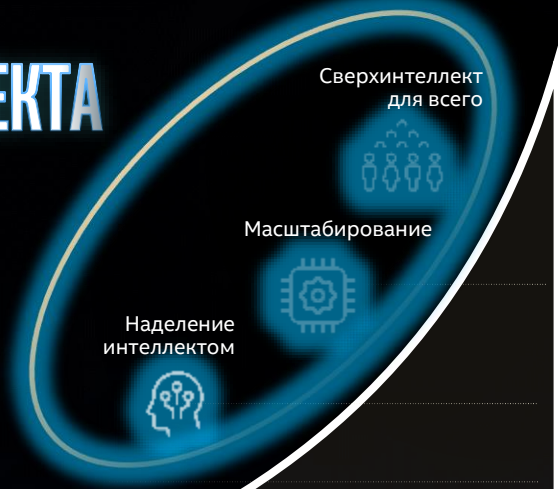 ЕКТА
Сверхинтеллект
для всего
Масштабирование
Наделение
интеллектом